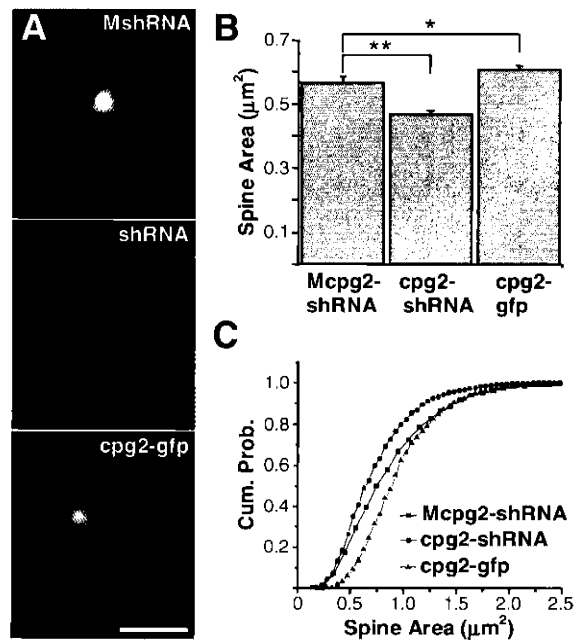 A
MshRNA
shRNA
cpg2-gfp
B
Spine Area (μm²)
0.7
0.5
0.3
0.1
*
**
Mcpg2-
shRNA
cpg2-
shRNA
cpg2-
gfp
C
Cum. Prob.
1.0
0.8
0.6
0.4
0.2
Mcpg2-shRNA
cpg2-shRNA
cpg2-gfp
0 0.5 1.0 1.5 2.0 2.5
Spine Area (μm²)